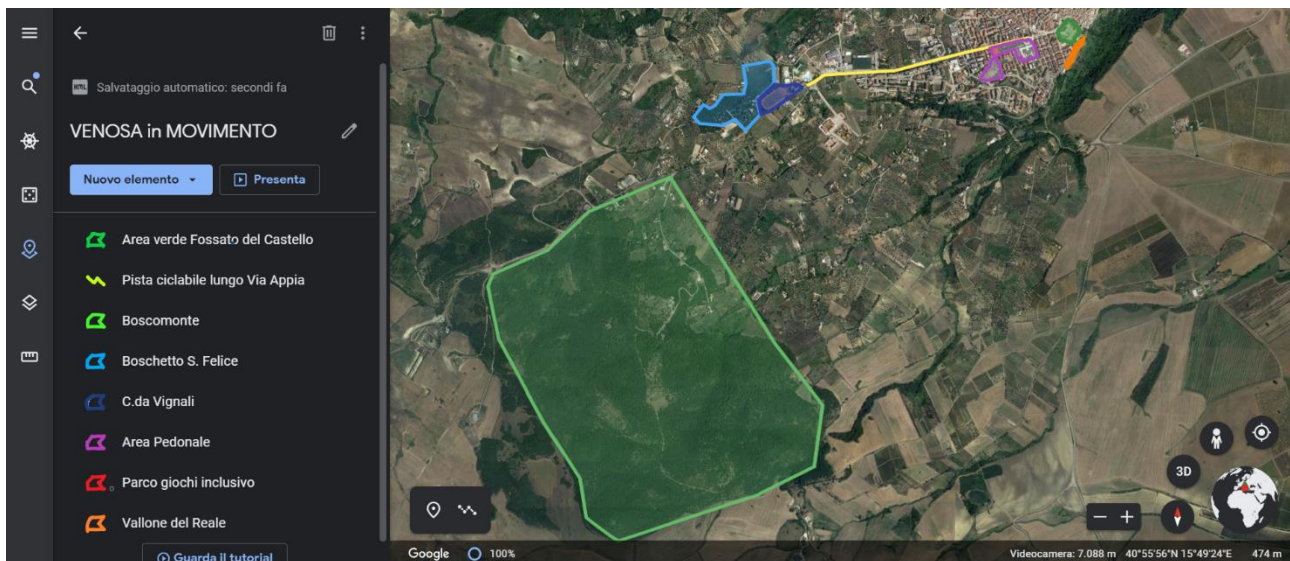 KML Salvataggio automatico: secondi fa
VENOSA in MOVIMENTO
Nuovo elemento
Presenta
Area verde Fossato del Castello
Pista ciclabile lungo Via Appia
Boscomonte
Boschetto S. Felice
C.da Vignali
Area Pedonale
Parco giochi inclusivo
Vallone del Reale
Guarda il tutorial
3D
Google
100%
Videocamera: 7.088 m 40°55'56"N 15°49'24"E 474 m